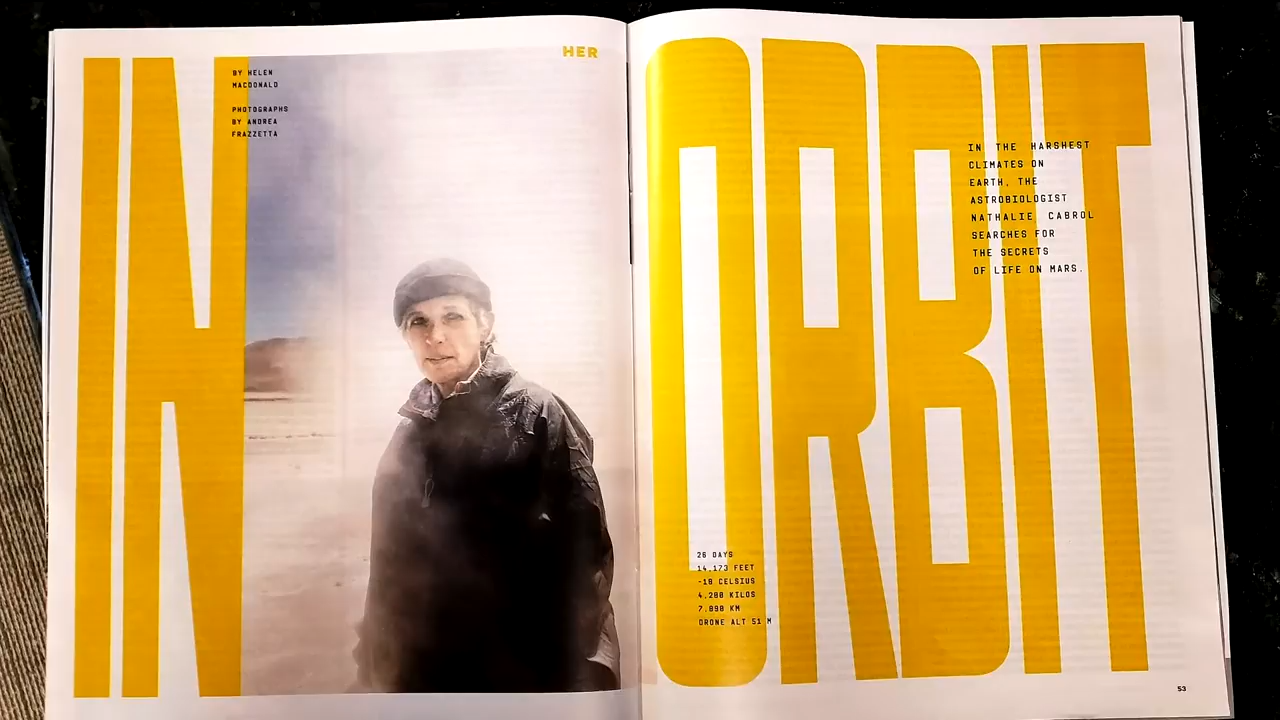 IN
HER
ORBIT
BY HELEN
MACDONALD
PHOTOGRAPHS
BY ANDREA
FRAZZETTA
IN THE HARSHEST
CLIMATES ON
EARTH, THE
ASTROBIOLOGIST
NATHALIE CABROL
SEARCHES FOR
THE SECRETS
OF LIFE ON MARS.
26 DAYS
14,173 FEET
-18 CELSIUS
4,200 KILOS
7,890 KM
DRONE ALT 51 M
53